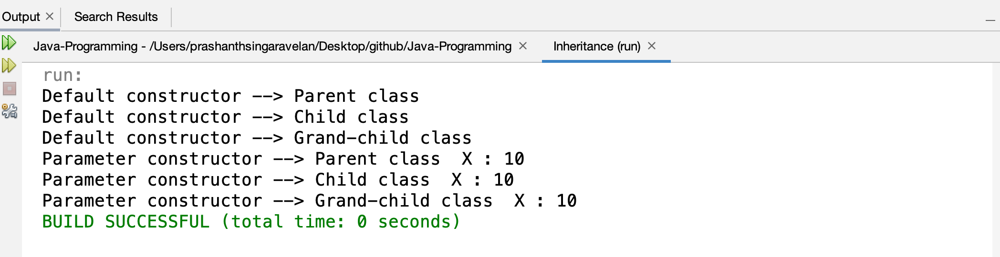 Output
Search Results
Java-Programming - /Users/prashanthsingaravelan/Desktop/github/Java-Programming
Inheritance (run)
run:
Default constructor --> Parent class
Default constructor --> Child class
Default constructor --> Grand-child class
Parameter constructor --> Parent class  X : 10
Parameter constructor --> Child class  X : 10
Parameter constructor --> Grand-child class  X : 10
BUILD SUCCESSFUL (total time: 0 seconds)